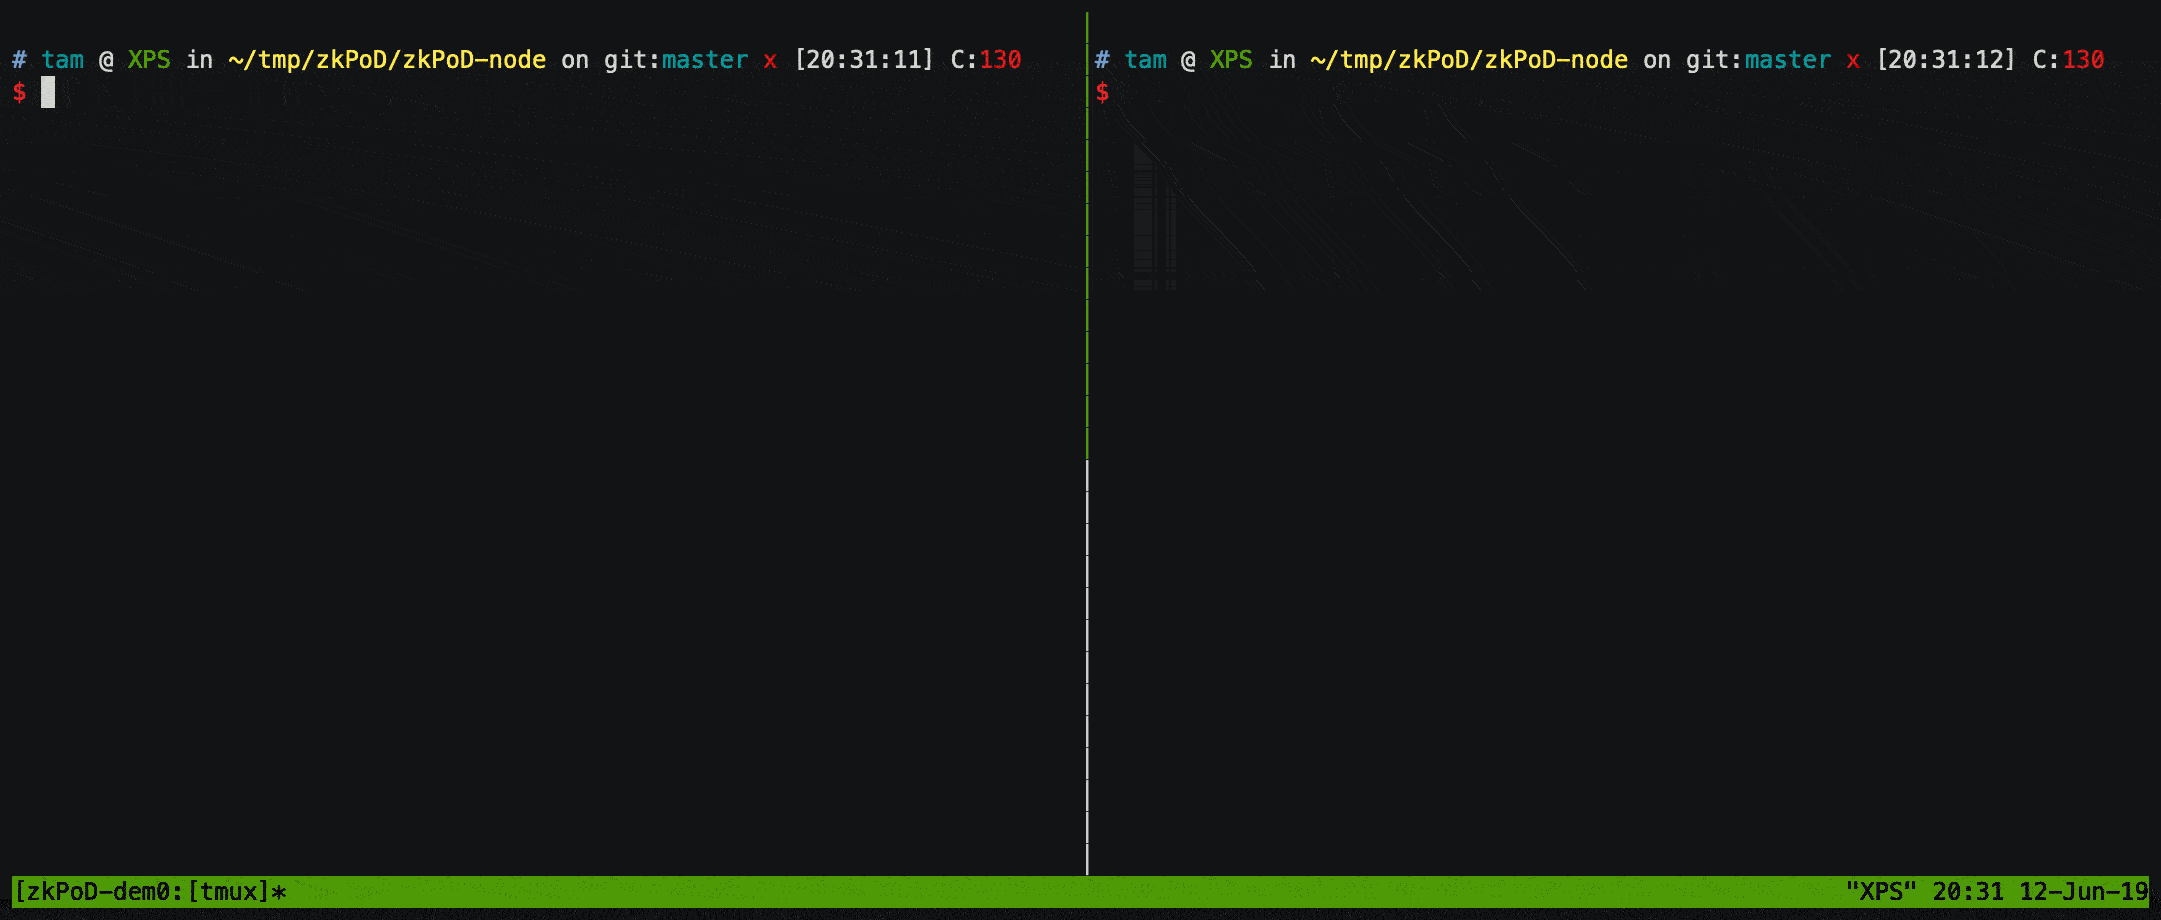 # tam @ XPS in ~/tmp/zkPoD/zkPoD-node on git:master x [20:31:11] C:130
$
# tam @ XPS in ~/tmp/zkPoD/zkPoD-node on git:master x [20:31:12] C:130
$
[zkPoD-dem0:[tmux]* "XPS" 20:31 12-Jun-19